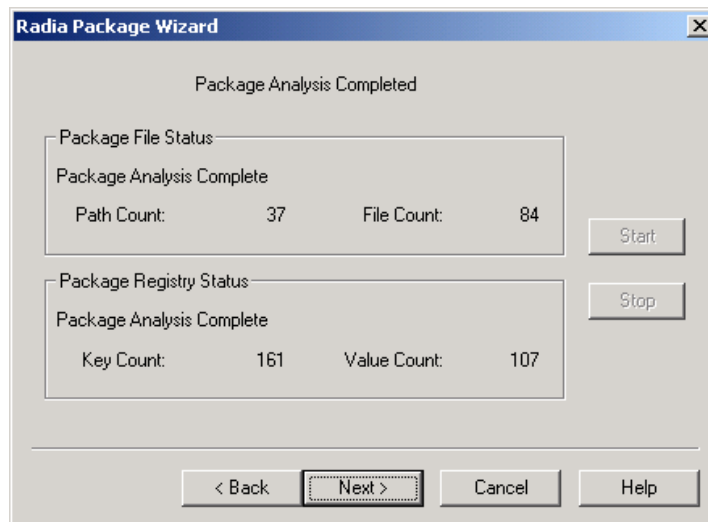 Radia Package Wizard
Package Analysis Completed
Package File Status
Package Analysis Complete
Path Count: 37 File Count: 84
Start
Package Registry Status
Stop
Package Analysis Complete
Key Count: 161 Value Count: 107
< Back Next > Cancel Help